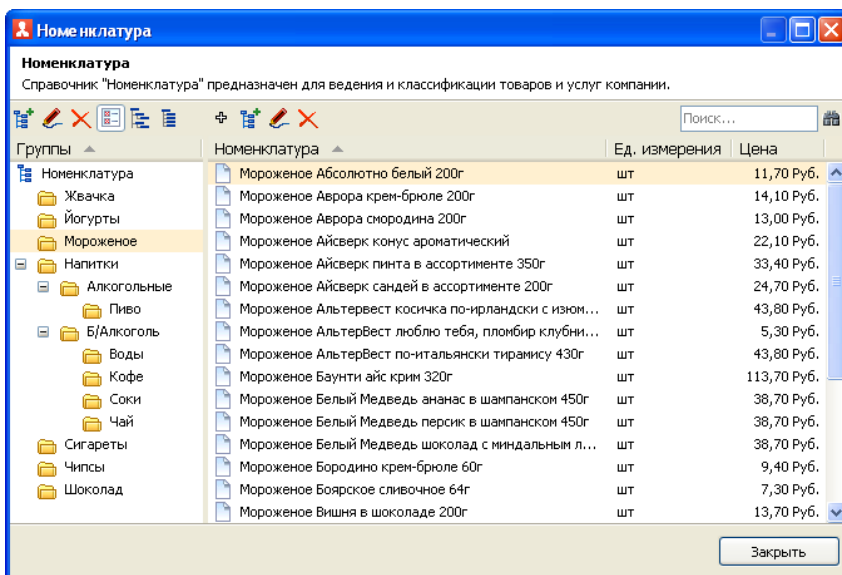 Номенклатура
Номенклатура
Справочник "Номенклатура" предназначен для ведения и классификации товаров и услуг компании.
Поиск...
Группы Номенклатура Ед. измерения Цена
Номенклатура Мороженое Абсолютно белый 200г шт 11,70 Руб.
Жвачка Мороженое Аврора крем-брюле 200г шт 14,10 Руб.
Йогурты Мороженое Аврора смородина 200г шт 13,00 Руб.
Мороженое Мороженое Айсверк конус ароматический шт 22,10 Руб.
Напитки Мороженое Айсверк пинта в ассортименте 350г шт 33,40 Руб.
Алкогольные Мороженое Айсверк сандей в ассортименте 200г шт 24,70 Руб.
Пиво Мороженое Альтервест косичка по-ирландски с изюм... шт 43,80 Руб.
Б/Алкоголь Мороженое АльтерВест люблю тебя, пломбир клубни... шт 5,30 Руб.
Воды Мороженое АльтерВест по-итальянски тирамису 430г шт 43,80 Руб.
Кофе Мороженое Баунти айс крим 320г шт 113,70 Руб.
Соки Мороженое Белый Медведь ананас в шампанском 450г шт 38,70 Руб.
Чай Мороженое Белый Медведь персик в шампанском 450г шт 38,70 Руб.
Сигареты Мороженое Белый Медведь шоколад с миндальным л... шт 38,70 Руб.
Чипсы Мороженое Бородино крем-брюле 60г шт 9,40 Руб.
Шоколад Мороженое Боярское сливочное 64г шт 7,30 Руб.
Мороженое Вишня в шоколаде 200г шт 13,70 Руб.
Закрыть